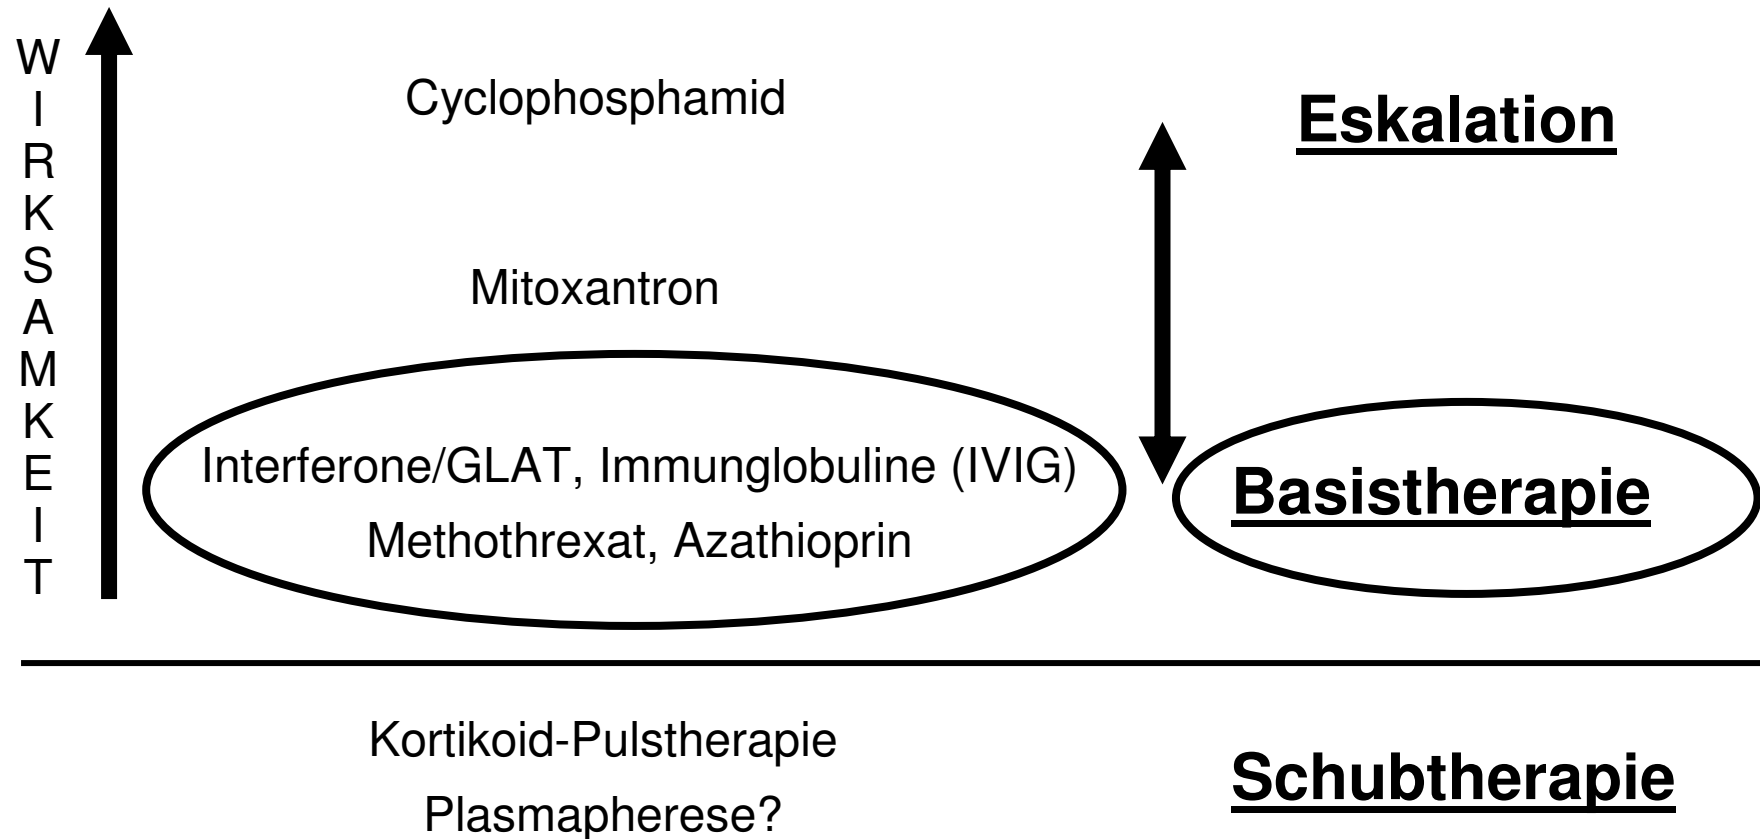 WIRKSAMKEIT
Cyclophosphamid
Eskalation
Mitoxantron
Interferone/GLAT, Immunglobuline (IVIG)
Methothrexat, Azathioprin
Basistherapie
Kortikoid-Pulstherapie
Plasmapherese?
Schubtherapie